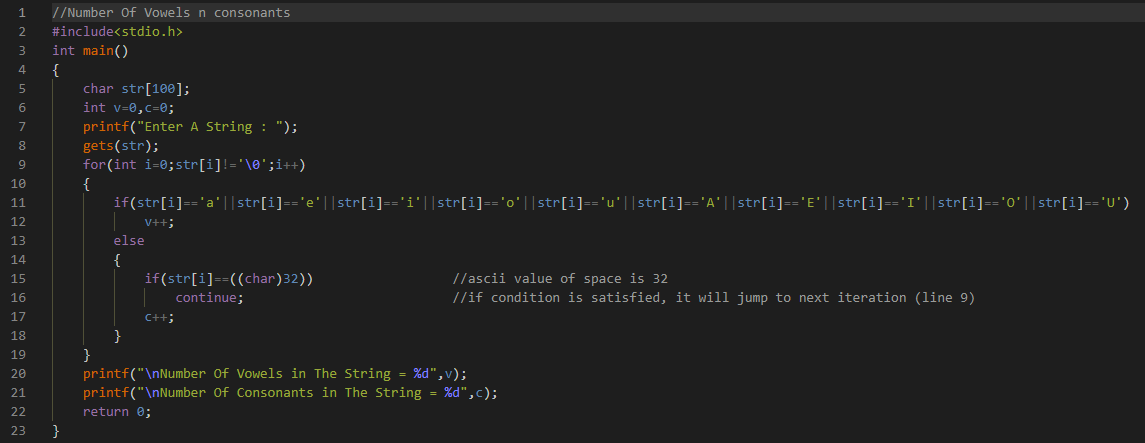 1 //Number Of Vowels n consonants
2 #include<stdio.h>
3 int main()
4 {
5     char str[100];
6     int v=0,c=0;
7     printf("Enter A String : ");
8     gets(str);
9     for(int i=0;str[i]!='\0';i++)
10     {
11         if(str[i]=='a'||str[i]=='e'||str[i]=='i'||str[i]=='o'||str[i]=='u'||str[i]=='A'||str[i]=='E'||str[i]=='I'||str[i]=='O'||str[i]=='U')
12             v++;
13         else
14         {
15             if(str[i]==((char)32))                  //ascii value of space is 32
16                 continue;                           //if condition is satisfied, it will jump to next iteration (line 9)
17             c++;
18         }
19     }
20     printf("\nNumber Of Vowels in The String = %d",v);
21     printf("\nNumber Of Consonants in The String = %d",c);
22     return 0;
23 }